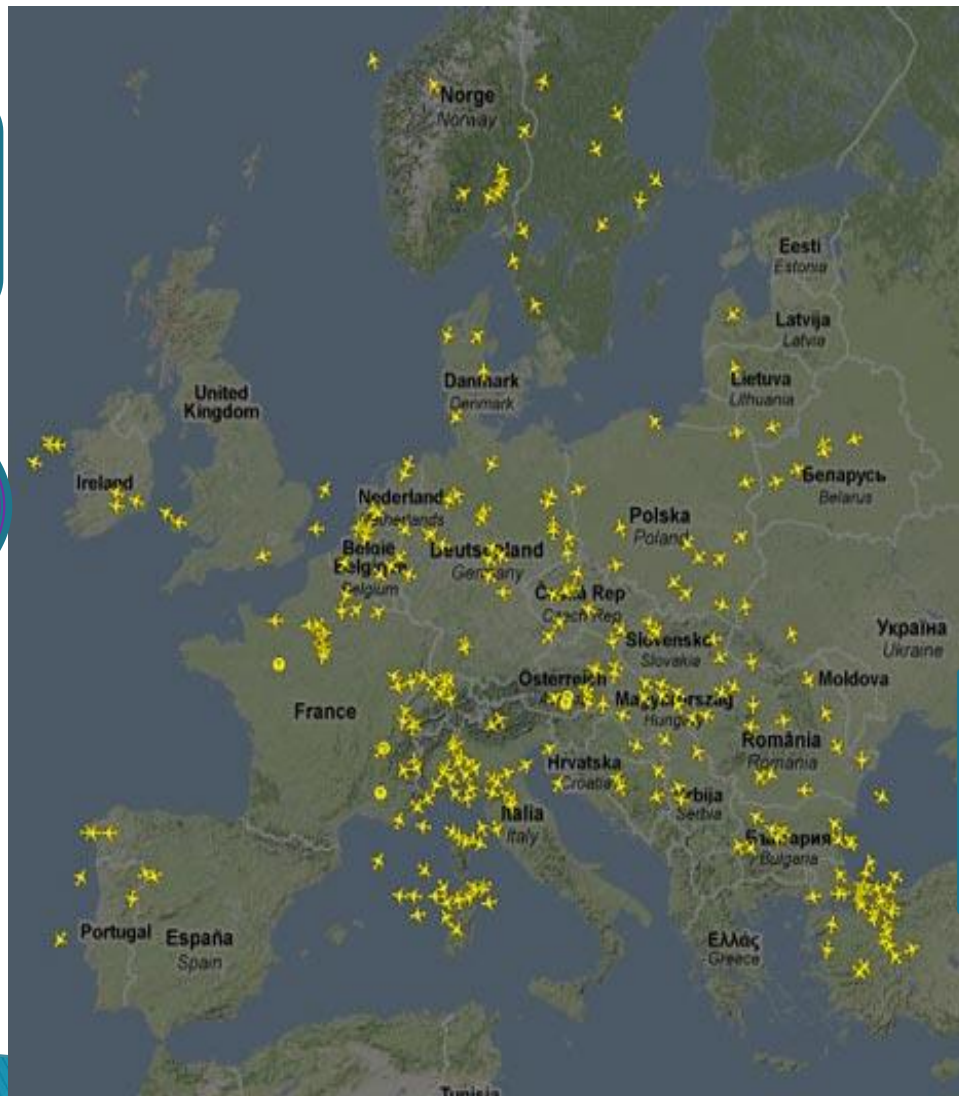 Norge
Norway
Eesti
Estonia
Latvija
Latvia
United
Kingdom
Danmark
Denmark
Lietuva
Lithuania
Ireland
Nederland
Netherlands
Беларусь
Belarus
Polska
Poland
België
Belgique
Belgium
Deutschland
Germany
Česká Rep
Czech Rep
Україна
Ukraine
Slovensko
Slovakia
Österreich
Moldova
France
Magyarország
Hungary
România
Romania
Hrvatska
Croatia
Srbija
Serbia
Italia
Italy
България
Bulgaria
Portugal
España
Spain
Ελλάς
Greece
Tunisia